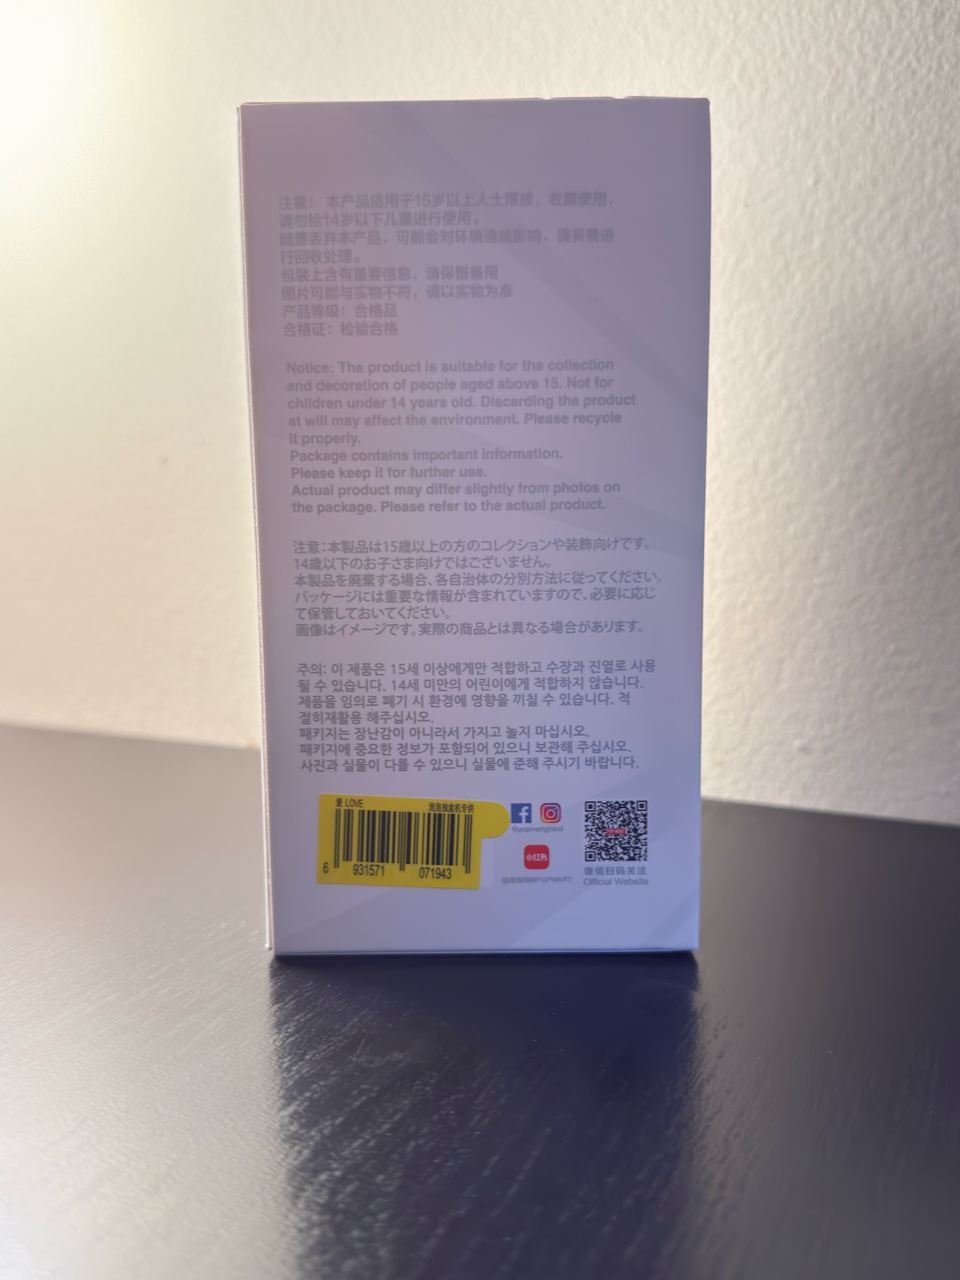 注意： 本产品适用于15岁以上人士摆放，收藏使用，
请勿给14岁以下儿童进行使用。
随意丢弃本产品，可能会对环境造成影响，请妥善进
行回收处理。
包装上含有重要信息，请保留备用
图片可能与实物不符，请以实物为准
产品等级：合格品
合格证：检验合格
Notice: The product is suitable for the collection
and decoration of people aged above 15. Not for
children under 14 years old. Discarding the product
at will may affect the environment. Please recycle
it properly.
Package contains important information.
Please keep it for further use.
Actual product may differ slightly from photos on
the package. Please refer to the actual product.
注意：本製品は15歳以上の方のコレクションや装飾向けです。
14歳以下のお子さま向けではございません。
本製品を廃棄する場合、各自治体の分別方法に従ってください。
パッケージには重要な情報が含まれていますので、必要に応じ
て保管しておいてください。
画像はイメージです。実際の商品とは異なる場合があります。
주의: 이 제품은 15세 이상에게만 적합하고 수장과 진열로 사용
될 수 있습니다. 14세 미만의 어린이에게 적합하지 않습니다.
제품을 임의로 폐기 시 환경에 영향을 끼칠 수 있습니다. 적
절히재활용 해주십시오.
패키지는 장난감이 아니라서 가지고 놀지 마십시오.
패키지에 중요한 정보가 포함되어 있으니 보관해 주십시오.
사진과 실물이 다를 수 있으니 실물에 준해 주시기 바랍니다.
爱 LOVE 泡泡抽盒机专供
6 931571 071943
@popmartglobal
小红书
POPMART
微信扫码关注
Official Website